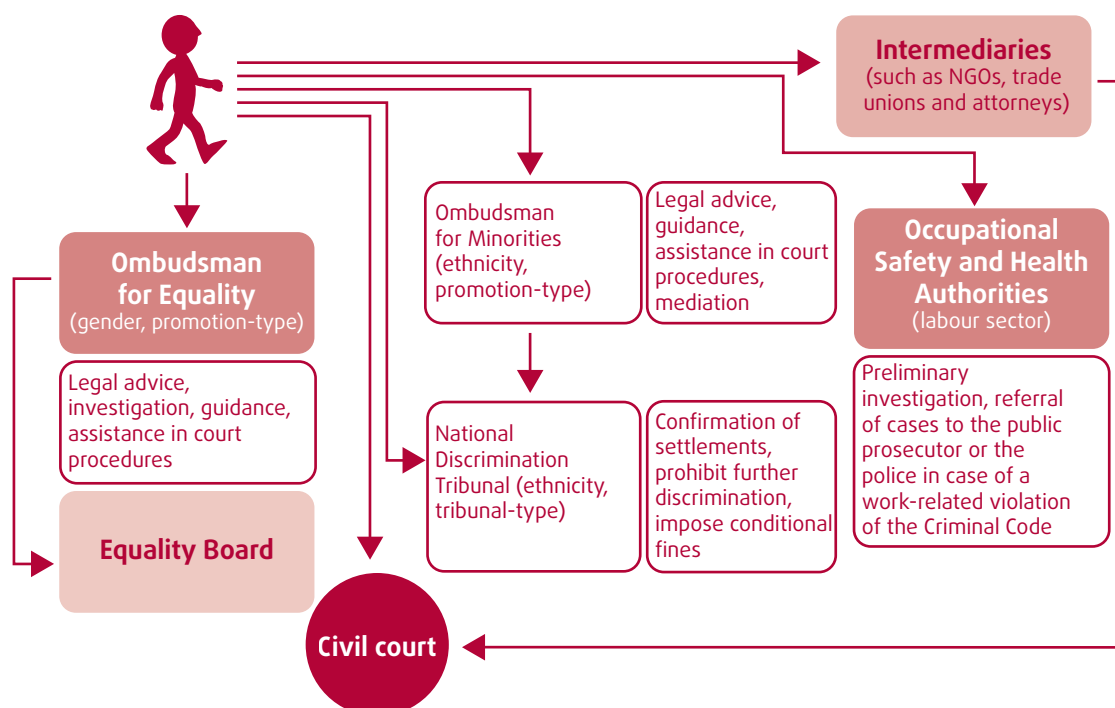 Intermediaries
(such as NGOs, trade
unions and attorneys)
Ombudsman
for Equality
(gender, promotion-type)
Legal advice,
investigation, guidance,
assistance in court
procedures
Equality Board
Ombudsman
for Minorities
(ethnicity,
promotion-type)
Legal advice,
guidance,
assistance in court
procedures,
mediation
National
Discrimination
Tribunal (ethnicity,
tribunal-type)
Confirmation of
settlements,
prohibit further
discrimination,
impose conditional
fines
Occupational
Safety and Health
Authorities
(labour sector)
Preliminary
investigation, referral
of cases to the public
prosecutor or the
police in case of a
work-related violation
of the Criminal Code
Civil court